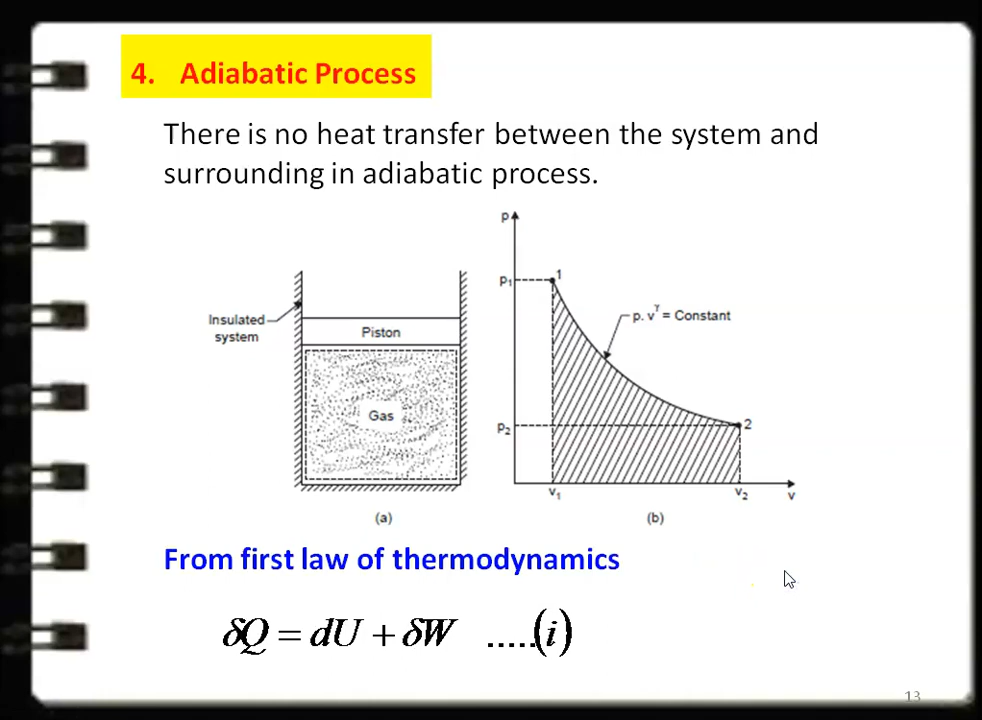 4. Adiabatic Process
There is no heat transfer between the system and
surrounding in adiabatic process.
Insulated
system
Piston
Gas
(a)
p
p₁
1
p. v^γ = Constant
p₂
2
v₁
v₂
v
(b)
From first law of thermodynamics
δQ = dU + δW .....(i)
13